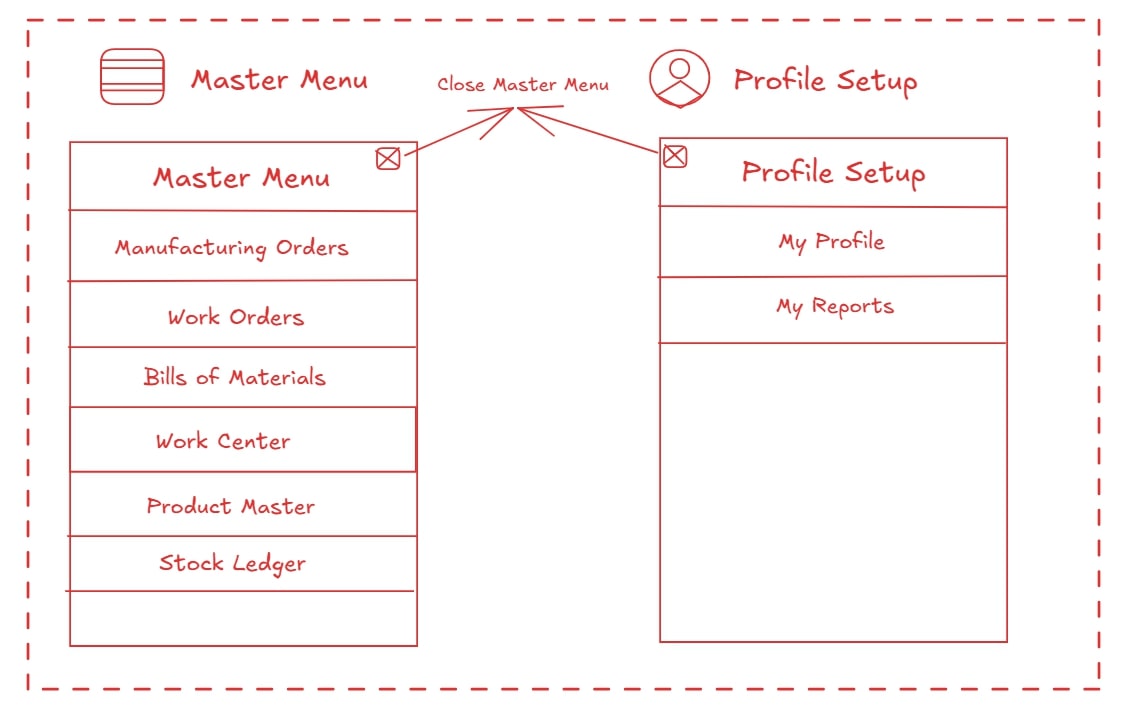 Master Menu
Close Master Menu
Profile Setup
Master Menu
Manufacturing Orders
Work Orders
Bills of Materials
Work Center
Product Master
Stock Ledger
Profile Setup
My Profile
My Reports